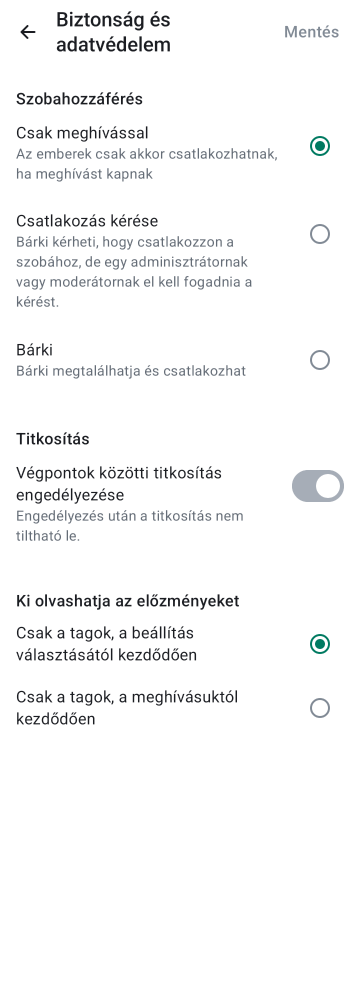 Biztonság és
adatvédelem
Mentés
Szobahozzáférés
Csak meghívással
Az emberek csak akkor csatlakozhatnak,
ha meghívást kapnak
Csatlakozás kérése
Bárki kérheti, hogy csatlakozzon a
szobához, de egy adminisztrátornak
vagy moderátornak el kell fogadnia a
kérést.
Bárki
Bárki megtalálhatja és csatlakozhat
Titkosítás
Végpontok közötti titkosítás
engedélyezése
Engedélyezés után a titkosítás nem
tiltható le.
Ki olvashatja az előzményeket
Csak a tagok, a beállítás
választásától kezdődően
Csak a tagok, a meghívásuktól
kezdődően